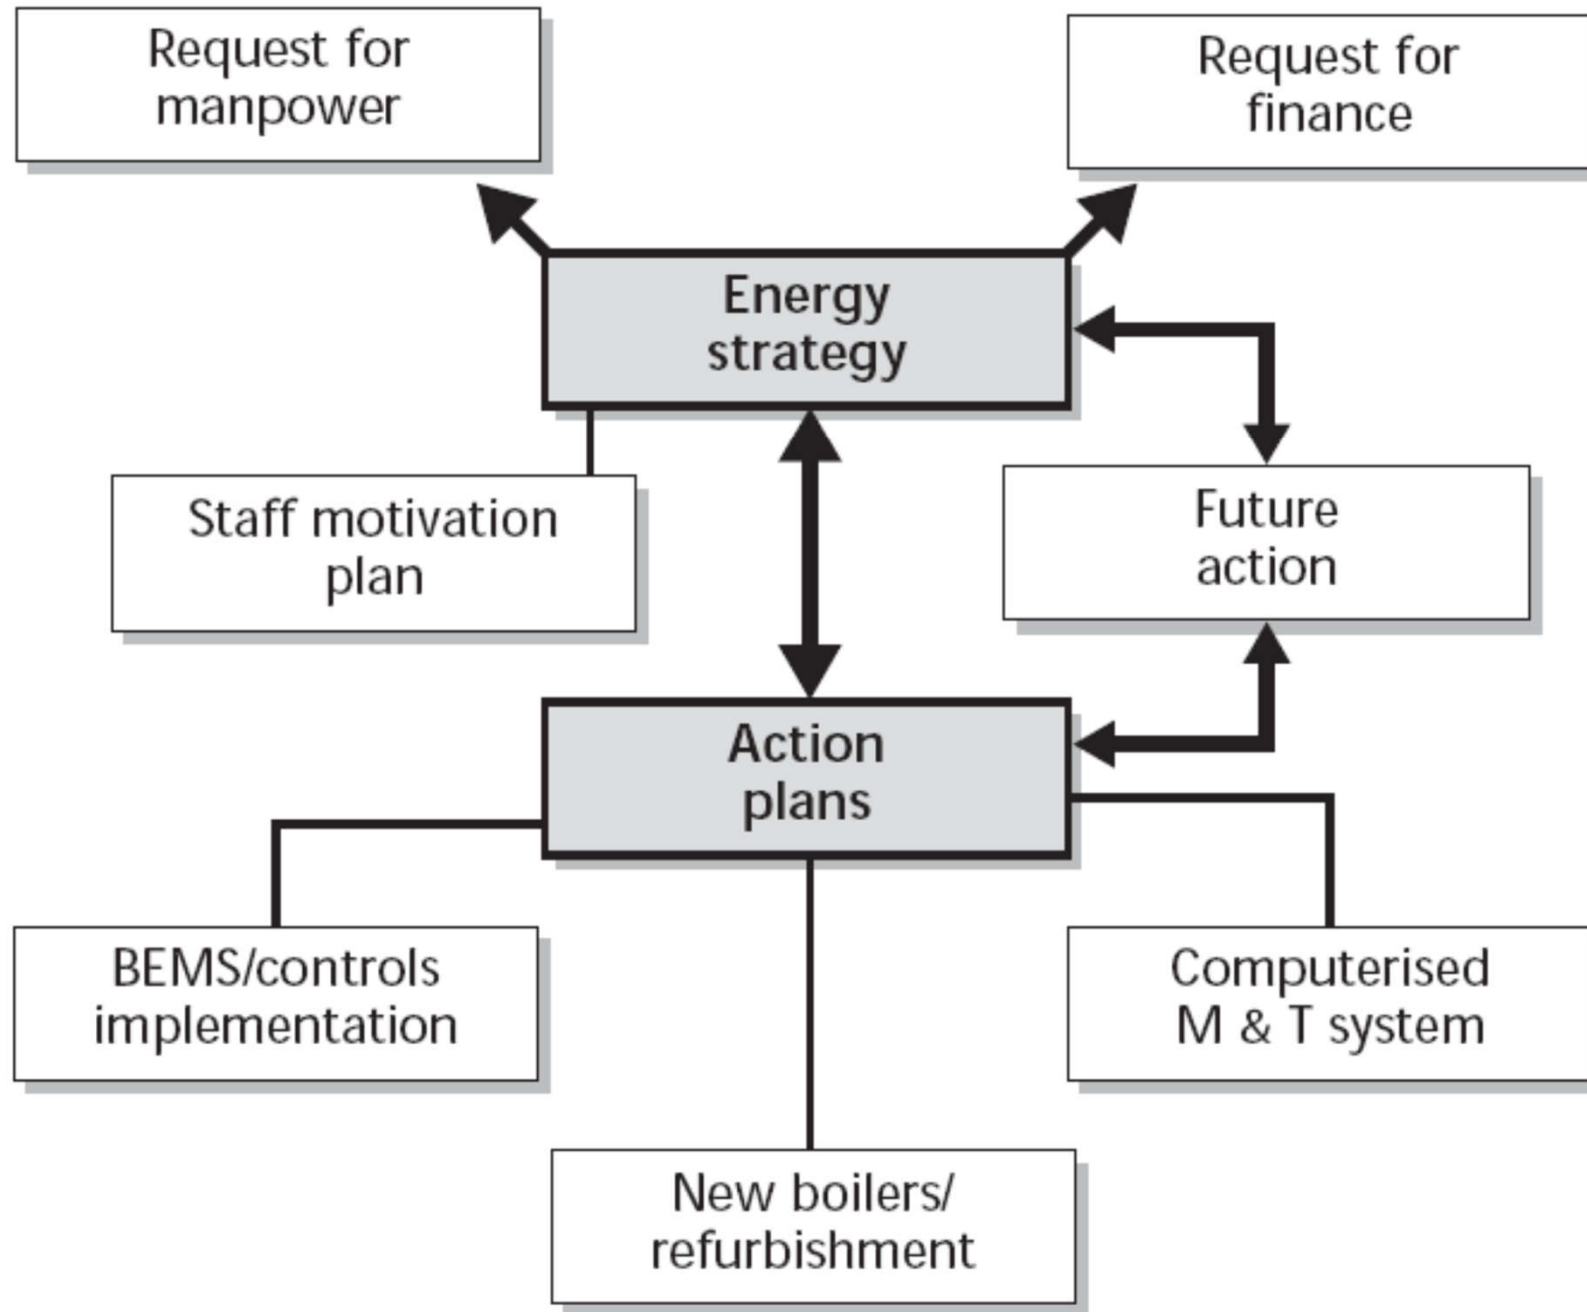 Request for
manpower
Request for
finance
Energy
strategy
Staff motivation
plan
Future
action
Action
plans
BEMS/controls
implementation
Computerised
M & T system
New boilers/
refurbishment